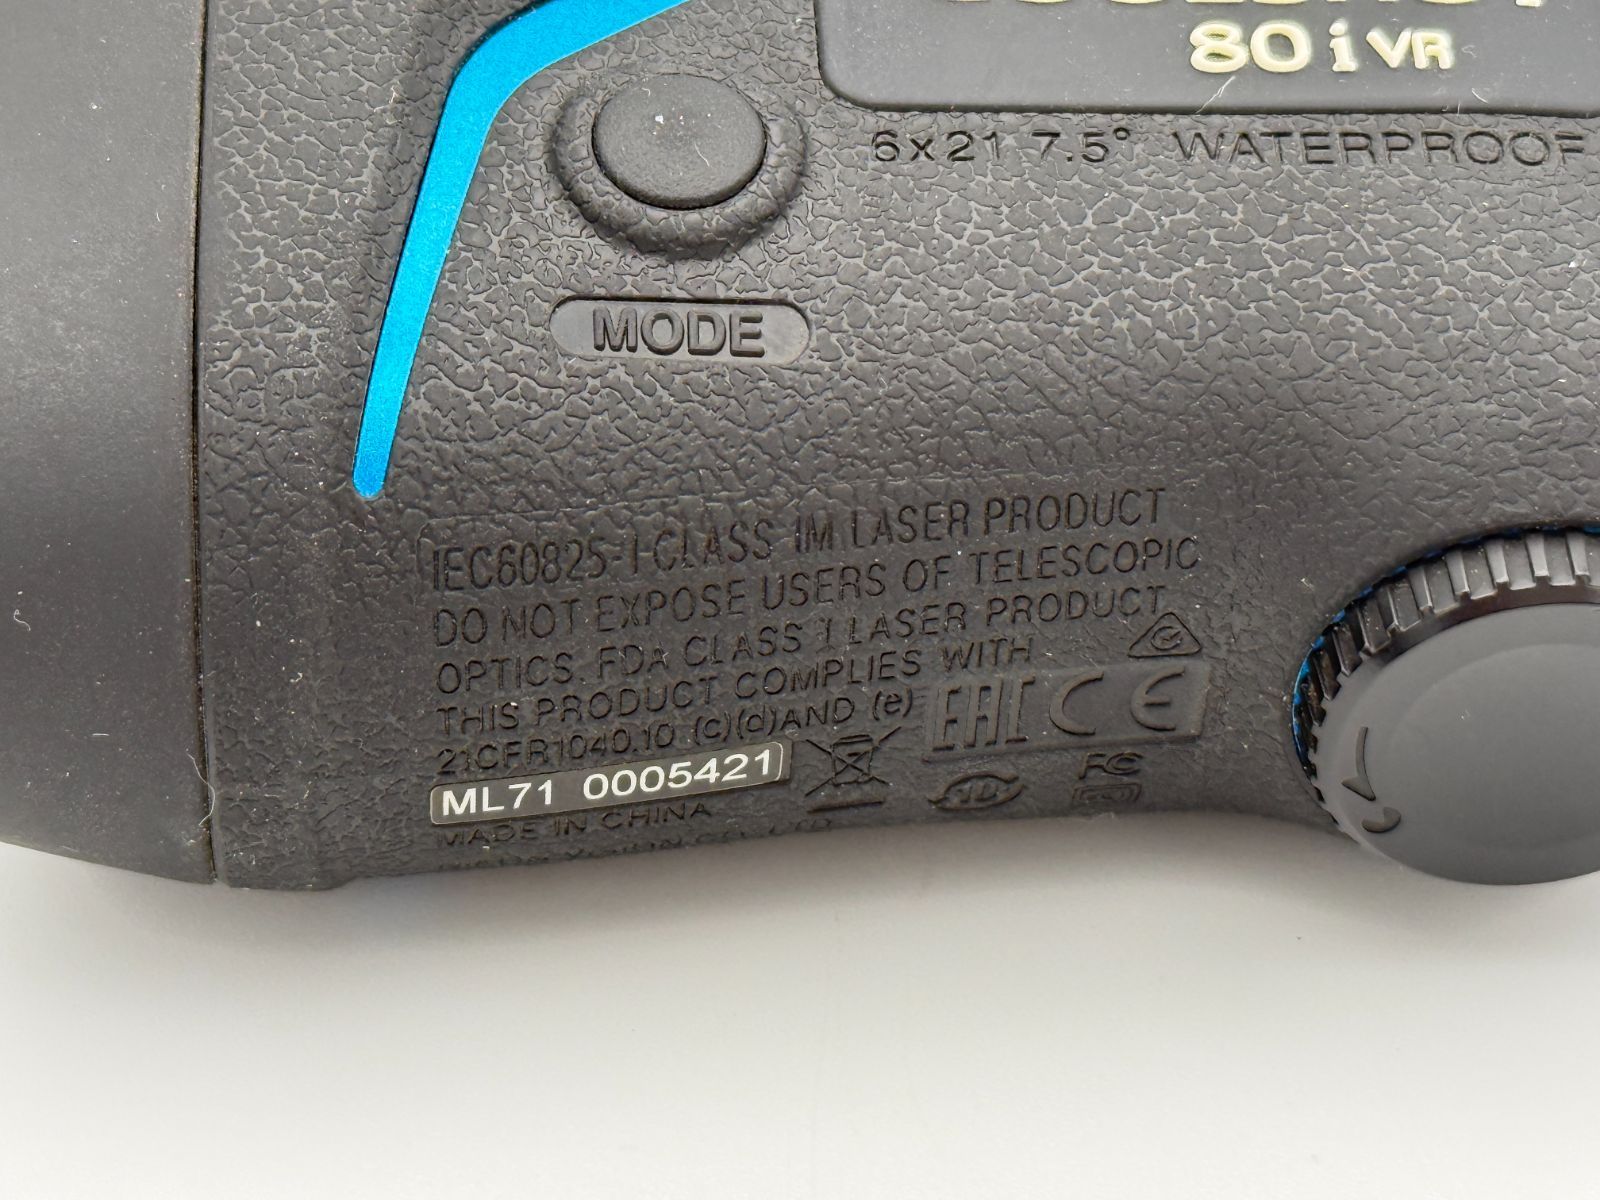 80i VR
6x21 7.5° WATERPROOF
MODE
IEC60825-1 CLASS 1M LASER PRODUCT
DO NOT EXPOSE USERS OF TELESCOPIC
OPTICS. FDA CLASS I LASER PRODUCT
THIS PRODUCT COMPLIES WITH
21CFR1040.10 (c)(d)AND (e)
EAC CE
FC
ML71 0005421
MADE IN CHINA